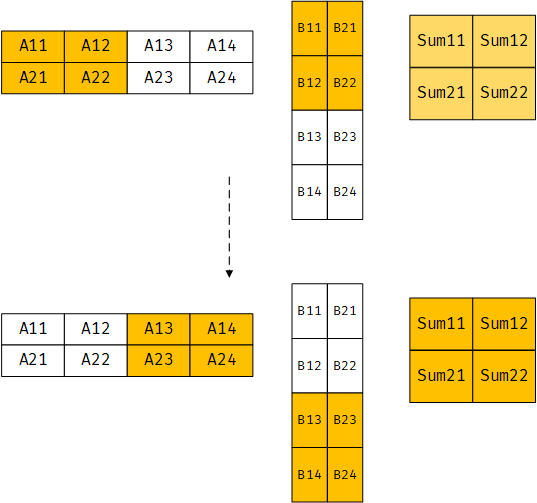 A11 A12 A13 A14
A21 A22 A23 A24
B11 B21
B12 B22
B13 B23
B14 B24
Sum11 Sum12
Sum21 Sum22
A11 A12 A13 A14
A21 A22 A23 A24
B11 B21
B12 B22
B13 B23
B14 B24
Sum11 Sum12
Sum21 Sum22